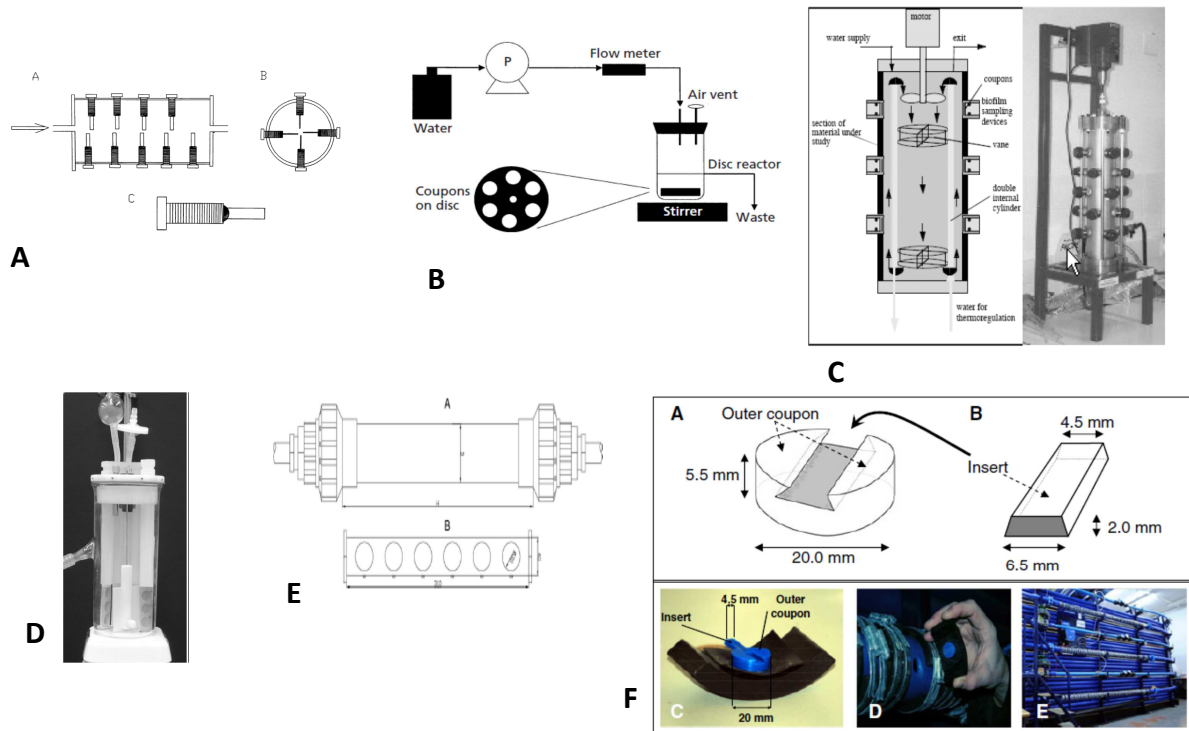 A
B
C
A
P
Flow meter
Air vent
Water
Disc reactor
Coupons
on disc
Stirrer
Waste
B
motor
water supply
exit
coupons
biofilm
sampling
devices
section of
material under
study
vane
double
internal
cylinder
water for
thermoregulation
C
D
A
H
B
E
A
Outer coupon
B
4.5 mm
5.5 mm
Insert
2.0 mm
20.0 mm
6.5 mm
4.5 mm
Outer
coupon
Insert
20 mm
C
D
E
F